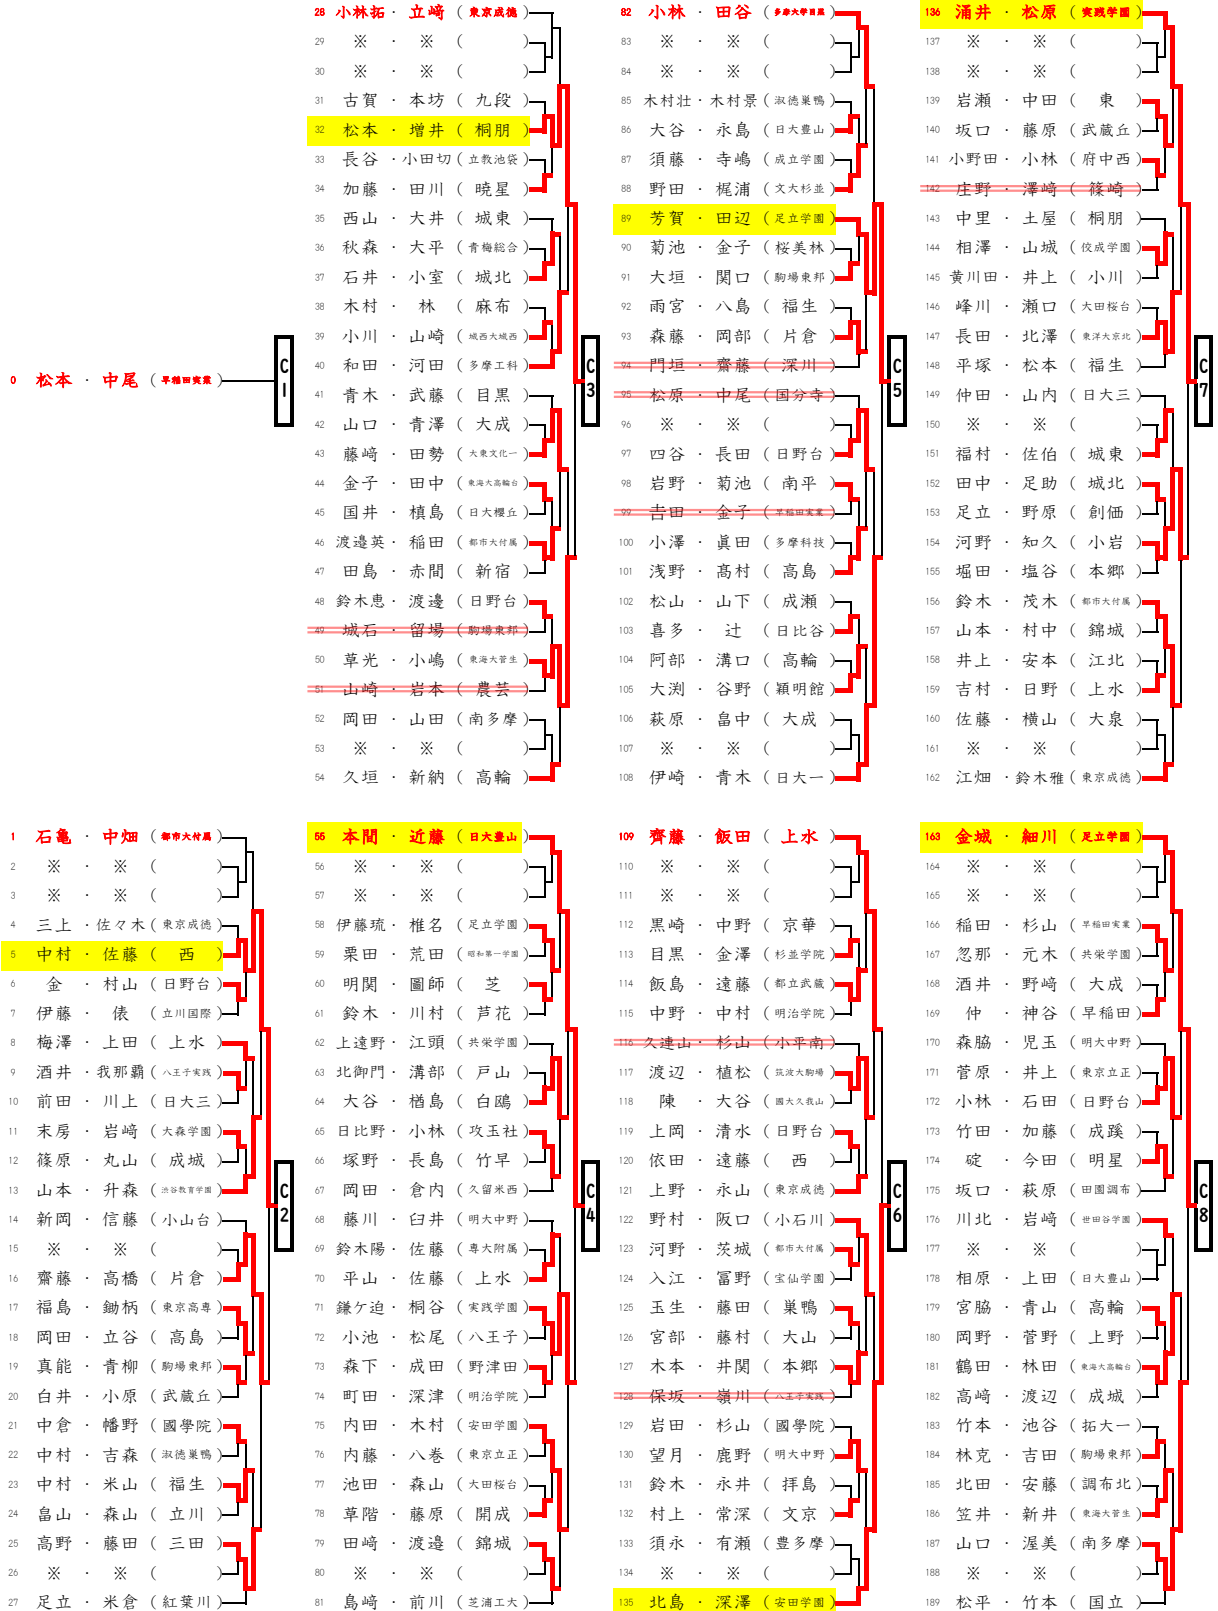 0 松本 ・ 中尾 ( 早稲田実業 )
C1
28 小林拓 ・ 立﨑 ( 東京成徳 )
29 ※ ・ ※ ( )
30 ※ ・ ※ ( )
31 古賀 ・ 本坊 ( 九段 )
32 松本 ・ 増井 ( 桐朋 )
33 長谷 ・ 小田切 ( 立教池袋 )
34 加藤 ・ 田川 ( 暁星 )
35 西山 ・ 大井 ( 城東 )
36 秋森 ・ 大平 ( 青梅総合 )
37 石井 ・ 小室 ( 城北 )
38 木村 ・ 林 ( 麻布 )
39 小川 ・ 山崎 ( 城西大城西 )
40 和田 ・ 河田 ( 多摩工科 )
41 青木 ・ 武藤 ( 目黒 )
42 山口 ・ 青澤 ( 大成 )
43 藤﨑 ・ 田勢 ( 大東文化一 )
44 金子 ・ 田中 ( 東海大高輪台 )
45 国井 ・ 槙島 ( 日大櫻丘 )
46 渡邉英 ・ 稲田 ( 都市大付属 )
47 田島 ・ 赤間 ( 新宿 )
48 鈴木恵 ・ 渡邊 ( 日野台 )
49 城石 ・ 留場 ( 駒場東邦 )
50 草光 ・ 小嶋 ( 東海大菅生 )
51 山崎 ・ 岩本 ( 農芸 )
52 岡田 ・ 山田 ( 南多摩 )
53 ※ ・ ※ ( )
54 久垣 ・ 新納 ( 高輪 )
C3
82 小林 ・ 田谷 ( 多摩大学目黒 )
83 ※ ・ ※ ( )
84 ※ ・ ※ ( )
85 木村壮 ・ 木村景 ( 淑徳巣鴨 )
86 大谷 ・ 永島 ( 日大豊山 )
87 須藤 ・ 寺嶋 ( 成立学園 )
88 野田 ・ 梶浦 ( 文大杉並 )
89 芳賀 ・ 田辺 ( 足立学園 )
90 菊池 ・ 金子 ( 桜美林 )
91 大垣 ・ 関口 ( 駒場東邦 )
92 雨宮 ・ 八島 ( 福生 )
93 森藤 ・ 岡部 ( 片倉 )
94 門垣 ・ 齋藤 ( 深川 )
95 松原 ・ 中尾 ( 国分寺 )
96 ※ ・ ※ ( )
97 四谷 ・ 長田 ( 日野台 )
98 岩野 ・ 菊池 ( 南平 )
99 吉田 ・ 金子 ( 早稲田実業 )
100 小澤 ・ 眞田 ( 多摩科技 )
101 浅野 ・ 髙村 ( 高島 )
102 松山 ・ 山下 ( 成瀬 )
103 喜多 ・ 辻 ( 日比谷 )
104 阿部 ・ 溝口 ( 高輪 )
105 大渕 ・ 谷野 ( 穎明館 )
106 萩原 ・ 畠中 ( 大成 )
107 ※ ・ ※ ( )
108 伊崎 ・ 青木 ( 日大一 )
C5
136 涌井 ・ 松原 ( 実践学園 )
137 ※ ・ ※ ( )
138 ※ ・ ※ ( )
139 岩瀬 ・ 中田 ( 東 )
140 坂口 ・ 藤原 ( 武蔵丘 )
141 小野田 ・ 小林 ( 府中西 )
142 庄野 ・ 澤﨑 ( 篠崎 )
143 中里 ・ 土屋 ( 桐朋 )
144 相澤 ・ 山城 ( 佼成学園 )
145 黄川田 ・ 井上 ( 小川 )
146 峰川 ・ 瀬口 ( 大田桜台 )
147 長田 ・ 北澤 ( 東洋大京北 )
148 平塚 ・ 松本 ( 福生 )
149 仲田 ・ 山内 ( 日大三 )
150 ※ ・ ※ ( )
151 福村 ・ 佐伯 ( 城東 )
152 田中 ・ 足助 ( 城北 )
153 足立 ・ 野原 ( 創価 )
154 河野 ・ 知久 ( 小岩 )
155 堀田 ・ 塩谷 ( 本郷 )
156 鈴木 ・ 茂木 ( 都市大付属 )
157 山本 ・ 村中 ( 錦城 )
158 井上 ・ 安本 ( 江北 )
159 吉村 ・ 日野 ( 上水 )
160 佐藤 ・ 横山 ( 大泉 )
161 ※ ・ ※ ( )
162 江畑 ・ 鈴木雅 ( 東京成徳 )
C7
1 石亀 ・ 中畑 ( 都市大付属 )
2 ※ ・ ※ ( )
3 ※ ・ ※ ( )
4 三上 ・ 佐々木 ( 東京成徳 )
5 中村 ・ 佐藤 ( 西 )
6 金 ・ 村山 ( 日野台 )
7 伊藤 ・ 俵 ( 立川国際 )
8 梅澤 ・ 上田 ( 上水 )
9 酒井 ・ 我那覇 ( 八王子実践 )
10 前田 ・ 川上 ( 日大三 )
11 末房 ・ 岩﨑 ( 大森学園 )
12 篠原 ・ 丸山 ( 成城 )
13 山本 ・ 升森 ( 渋谷教育学園 )
14 新岡 ・ 信藤 ( 小山台 )
15 ※ ・ ※ ( )
16 齋藤 ・ 高橋 ( 片倉 )
17 福島 ・ 鋤柄 ( 東京高専 )
18 岡田 ・ 立谷 ( 高島 )
19 真能 ・ 青柳 ( 駒場東邦 )
20 白井 ・ 小原 ( 武蔵丘 )
21 中倉 ・ 幡野 ( 國學院 )
22 中村 ・ 吉森 ( 淑徳巣鴨 )
23 中村 ・ 米山 ( 福生 )
24 畠山 ・ 森山 ( 立川 )
25 高野 ・ 藤田 ( 三田 )
26 ※ ・ ※ ( )
27 足立 ・ 米倉 ( 紅葉川 )
C2
55 本間 ・ 近藤 ( 日大豊山 )
56 ※ ・ ※ ( )
57 ※ ・ ※ ( )
58 伊藤琉 ・ 椎名 ( 足立学園 )
59 栗田 ・ 荒田 ( 昭和第一学園 )
60 明関 ・ 圖師 ( 芝 )
61 鈴木 ・ 川村 ( 芦花 )
62 上遠野 ・ 江頭 ( 共栄学園 )
63 北御門 ・ 溝部 ( 戸山 )
64 大谷 ・ 楢島 ( 白鴎 )
65 日比野 ・ 小林 ( 攻玉社 )
66 塚野 ・ 長島 ( 竹早 )
67 岡田 ・ 倉内 ( 久留米西 )
68 藤川 ・ 臼井 ( 明大中野 )
69 鈴木陽 ・ 佐藤 ( 専大附属 )
70 平山 ・ 佐藤 ( 上水 )
71 鎌ケ迫 ・ 桐谷 ( 実践学園 )
72 小池 ・ 松尾 ( 八王子 )
73 森下 ・ 成田 ( 野津田 )
74 町田 ・ 深津 ( 明治学院 )
75 内田 ・ 木村 ( 安田学園 )
76 内藤 ・ 八巻 ( 東京立正 )
77 池田 ・ 森山 ( 大田桜台 )
78 草階 ・ 藤原 ( 開成 )
79 田﨑 ・ 渡邉 ( 錦城 )
80 ※ ・ ※ ( )
81 島﨑 ・ 前川 ( 芝浦工大 )
C4
109 齊藤 ・ 飯田 ( 上水 )
110 ※ ・ ※ ( )
111 ※ ・ ※ ( )
112 黒崎 ・ 中野 ( 京華 )
113 目黒 ・ 金澤 ( 杉並学院 )
114 飯島 ・ 遠藤 ( 都立武蔵 )
115 中野 ・ 中村 ( 明治学院 )
116 久連山 ・ 杉山 ( 小平南 )
117 渡辺 ・ 植松 ( 筑波大駒場 )
118 陳 ・ 大谷 ( 國大久我山 )
119 上岡 ・ 清水 ( 日野台 )
120 依田 ・ 遠藤 ( 西 )
121 上野 ・ 永山 ( 東京成徳 )
122 野村 ・ 阪口 ( 小石川 )
123 河野 ・ 茨城 ( 都市大付属 )
124 入江 ・ 冨野 ( 宝仙学園 )
125 玉生 ・ 藤田 ( 巣鴨 )
126 宮部 ・ 藤村 ( 大山 )
127 木本 ・ 井関 ( 本郷 )
128 保坂 ・ 嶺川 ( 八王子実践 )
129 岩田 ・ 杉山 ( 國學院 )
130 望月 ・ 鹿野 ( 明大中野 )
131 鈴木 ・ 永井 ( 拝島 )
132 村上 ・ 常深 ( 文京 )
133 須永 ・ 有瀬 ( 豊多摩 )
134 ※ ・ ※ ( )
135 北島 ・ 深澤 ( 安田学園 )
C6
163 金城 ・ 細川 ( 足立学園 )
164 ※ ・ ※ ( )
165 ※ ・ ※ ( )
166 稲田 ・ 杉山 ( 早稲田実業 )
167 忽那 ・ 元木 ( 共栄学園 )
168 酒井 ・ 野﨑 ( 大成 )
169 仲 ・ 神谷 ( 早稲田 )
170 森脇 ・ 児玉 ( 明大中野 )
171 菅原 ・ 井上 ( 東京立正 )
172 小林 ・ 石田 ( 日野台 )
173 竹田 ・ 加藤 ( 成蹊 )
174 碇 ・ 今田 ( 明星 )
175 坂口 ・ 萩原 ( 田園調布 )
176 川北 ・ 岩﨑 ( 世田谷学園 )
177 ※ ・ ※ ( )
178 相原 ・ 上田 ( 日大豊山 )
179 宮脇 ・ 青山 ( 高輪 )
180 岡野 ・ 菅野 ( 上野 )
181 鶴田 ・ 林田 ( 東海大高輪台 )
182 高﨑 ・ 渡辺 ( 成城 )
183 竹本 ・ 池谷 ( 拓大一 )
184 林克 ・ 吉田 ( 駒場東邦 )
185 北田 ・ 安藤 ( 調布北 )
186 笠井 ・ 新井 ( 東海大菅生 )
187 山口 ・ 渥美 ( 南多摩 )
188 ※ ・ ※ ( )
189 松平 ・ 竹本 ( 国立 )
C8